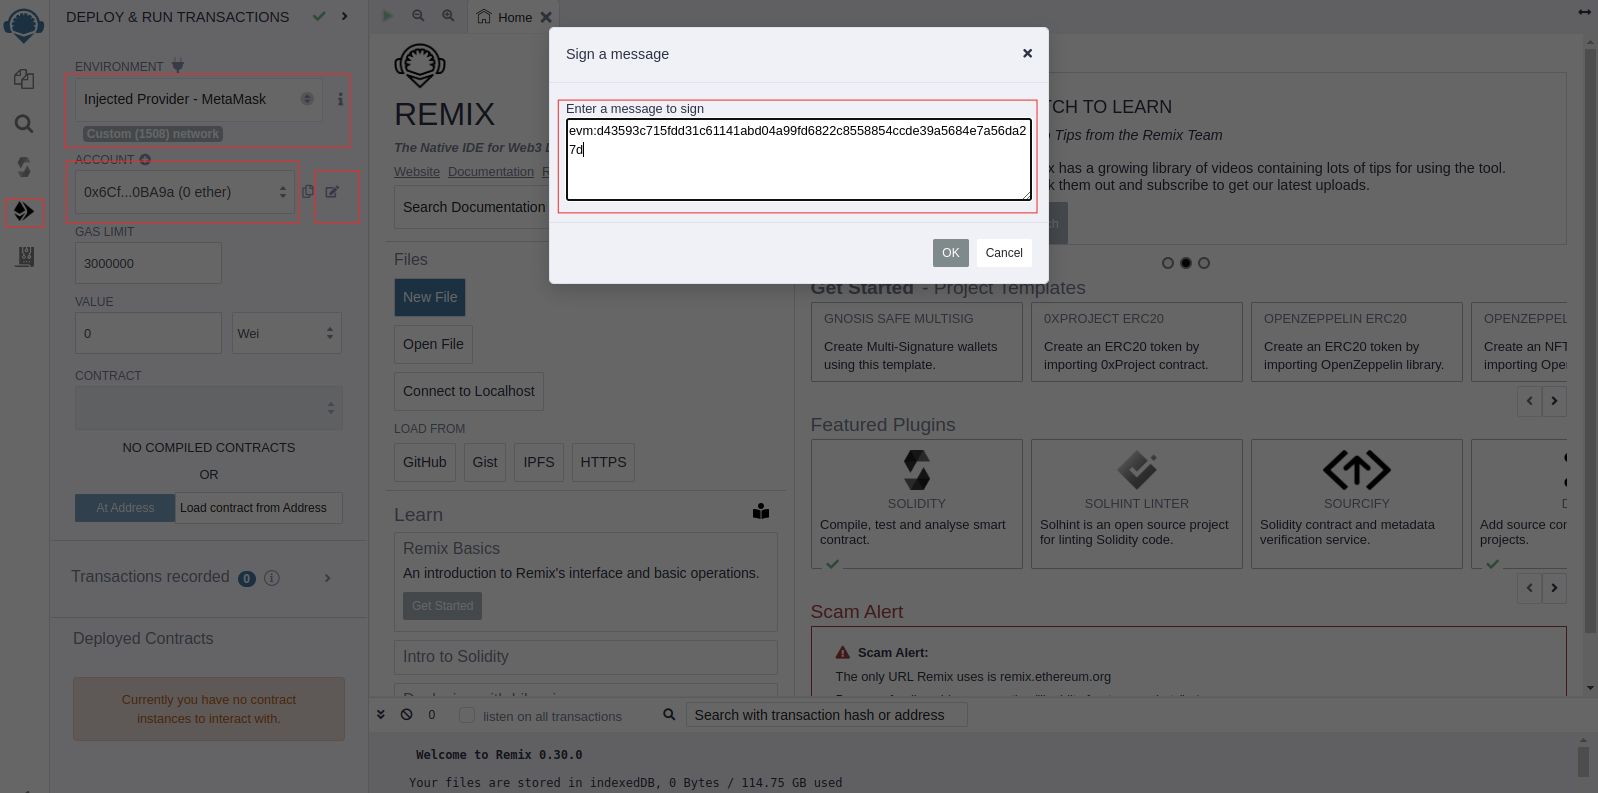 DEPLOY & RUN TRANSACTIONS
ENVIRONMENT
Injected Provider - MetaMask
Custom (1508) network
ACCOUNT
0x6Cf...0BA9a (0 ether)
GAS LIMIT
3000000
VALUE
0
Wei
CONTRACT
NO COMPILED CONTRACTS
OR
At Address
Load contract from Address
Transactions recorded 0 i
Deployed Contracts
Currently you have no contract
instances to interact with.
Home
REMIX
The Native IDE for Web3
Website Documentation
Search Documentation
Files
New File
Open File
Connect to Localhost
LOAD FROM
GitHub Gist IPFS HTTPS
Learn
Remix Basics
An introduction to Remix's interface and basic operations.
Get Started
Intro to Solidity
Sign a message
Enter a message to sign
evm:d43593c715fdd31c61141abd04a99fd6822c8558854ccde39a5684e7a56da2
7d
OK Cancel
TCH TO LEARN
Tips from the Remix Team
x has a growing library of videos containing lots of tips for using the tool.
k them out and subscribe to get our latest uploads.
Get Started - Project Templates
GNOSIS SAFE MULTISIG
Create Multi-Signature wallets
using this template.
0XPROJECT ERC20
Create an ERC20 token by
importing 0xProject contract.
OPENZEPPELIN ERC20
Create an ERC20 token by
importing OpenZeppelin library.
OPENZEPPEL
Create an NFT
importing Ope
Featured Plugins
SOLIDITY
Compile, test and analyse smart
contract.
SOLHINT LINTER
Solhint is an open source project
for linting Solidity code.
SOURCIFY
Solidity contract and metadata
verification service.
Add source con
projects.
Scam Alert
Scam Alert:
The only URL Remix uses is remix.ethereum.org
0
listen on all transactions
Search with transaction hash or address
Welcome to Remix 0.30.0
Your files are stored in indexedDB, 0 Bytes / 114.75 GB used